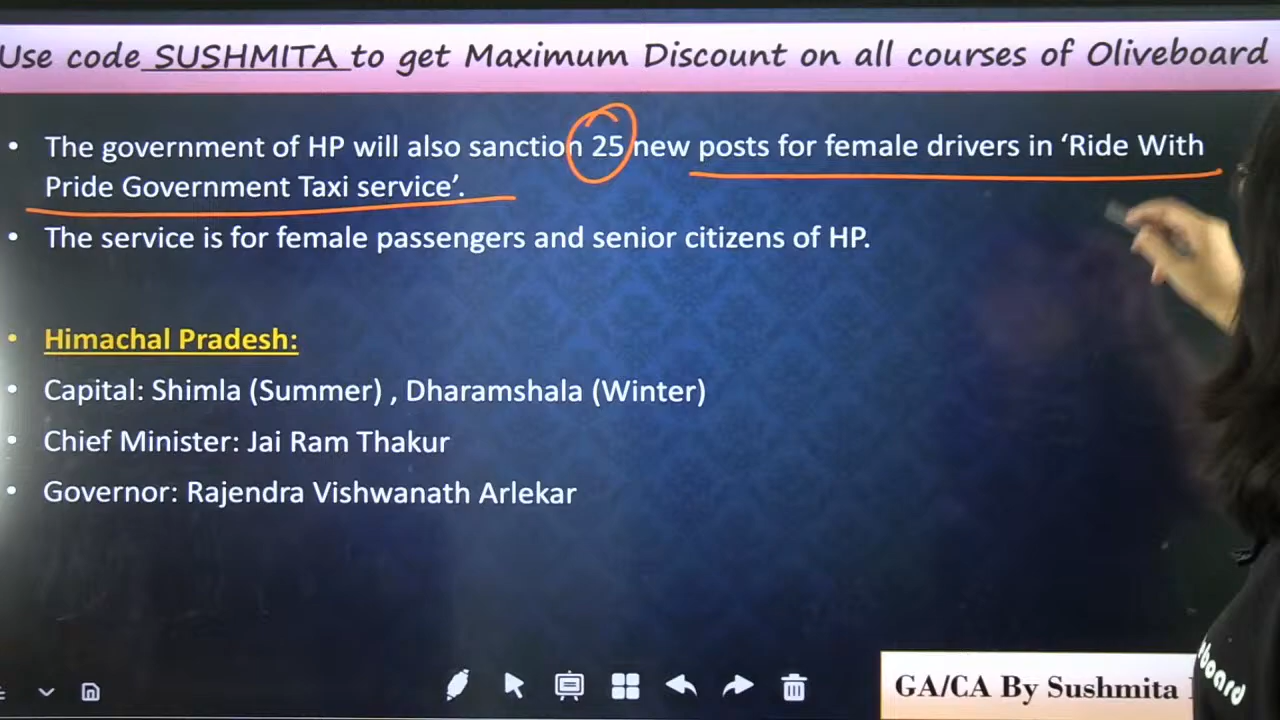 Use code SUSHMITA to get Maximum Discount on all courses of Oliveboard
• The government of HP will also sanction 25 new posts for female drivers in ‘Ride With
Pride Government Taxi service’.
• The service is for female passengers and senior citizens of HP.
• Himachal Pradesh:
• Capital: Shimla (Summer) , Dharamshala (Winter)
• Chief Minister: Jai Ram Thakur
• Governor: Rajendra Vishwanath Arlekar
GA/CA By Sushmita
board